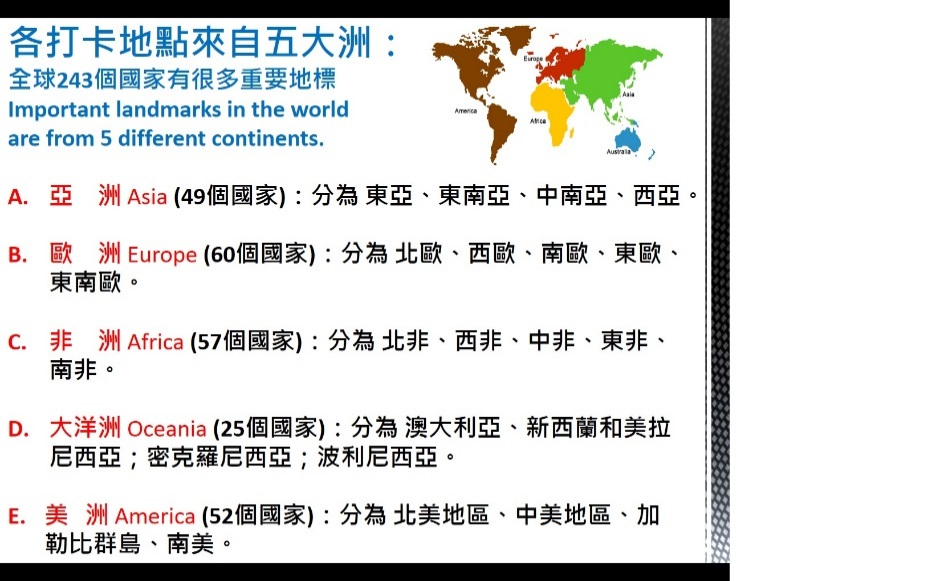 各打卡地點來自五大洲：
全球243個國家有很多重要地標
Important landmarks in the world
are from 5 different continents.
Europe
Asia
America
Africa
Australia
A. 亞 洲 Asia (49個國家)：分為 東亞、東南亞、中南亞、西亞。
B. 歐 洲 Europe (60個國家)：分為 北歐、西歐、南歐、東歐、
東南歐。
C. 非 洲 Africa (57個國家)：分為 北非、西非、中非、東非、
南非。
D. 大洋洲 Oceania (25個國家)：分為 澳大利亞、新西蘭和美拉
尼西亞；密克羅尼西亞；波利尼西亞。
E. 美 洲 America (52個國家)：分為 北美地區、中美地區、加
勒比群島、南美。